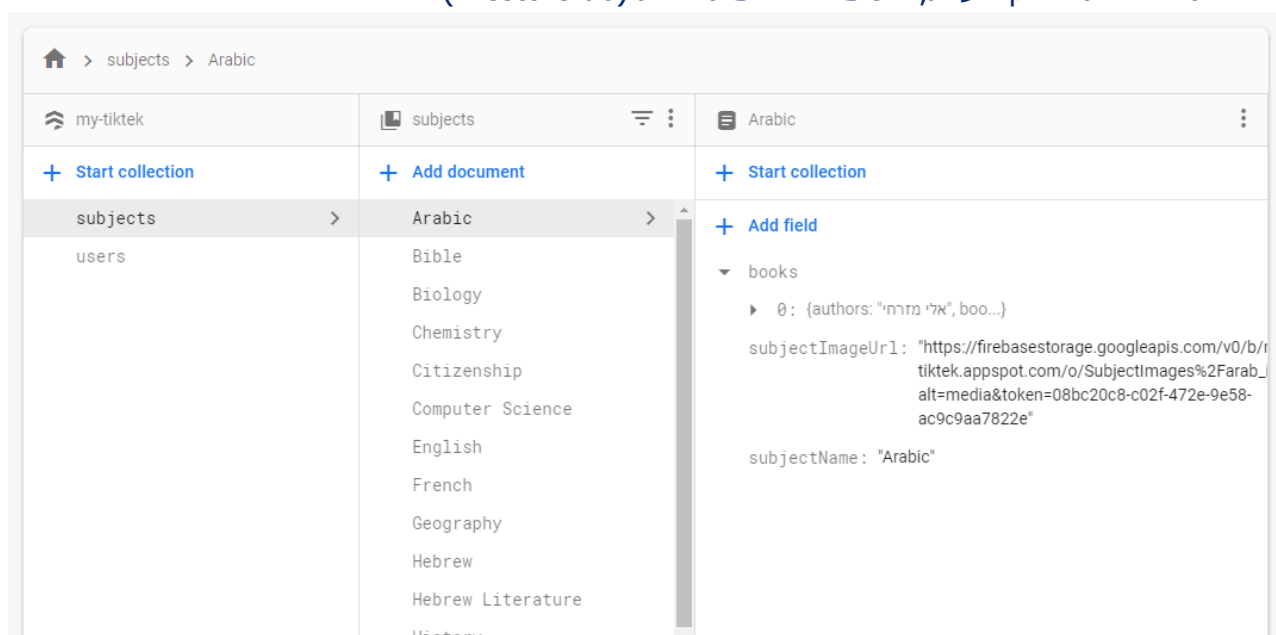 subjects > Arabic
my-tiktek
subjects
Arabic
+ Start collection
+ Add document
+ Start collection
subjects
users
Arabic
Bible
Biology
Chemistry
Citizenship
Computer Science
English
French
Geography
Hebrew
Hebrew Literature
+ Add field
books
0: {authors: "אלי מזרחי", boo...}
subjectImageUrl: "https://firebasestorage.googleapis.com/v0/b/
tiktek.appspot.com/o/SubjectImages%2Farab_
alt=media&token=08bc20c8-c02f-472e-9e58-
ac9c9aa7822e"
subjectName: "Arabic"